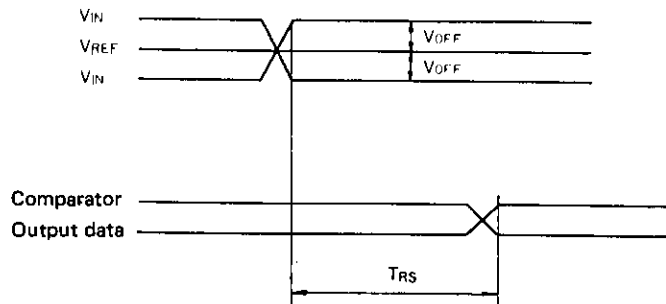 VIN
VREF
VIN
VOFF
VOFF
Comparator
Output data
TRS